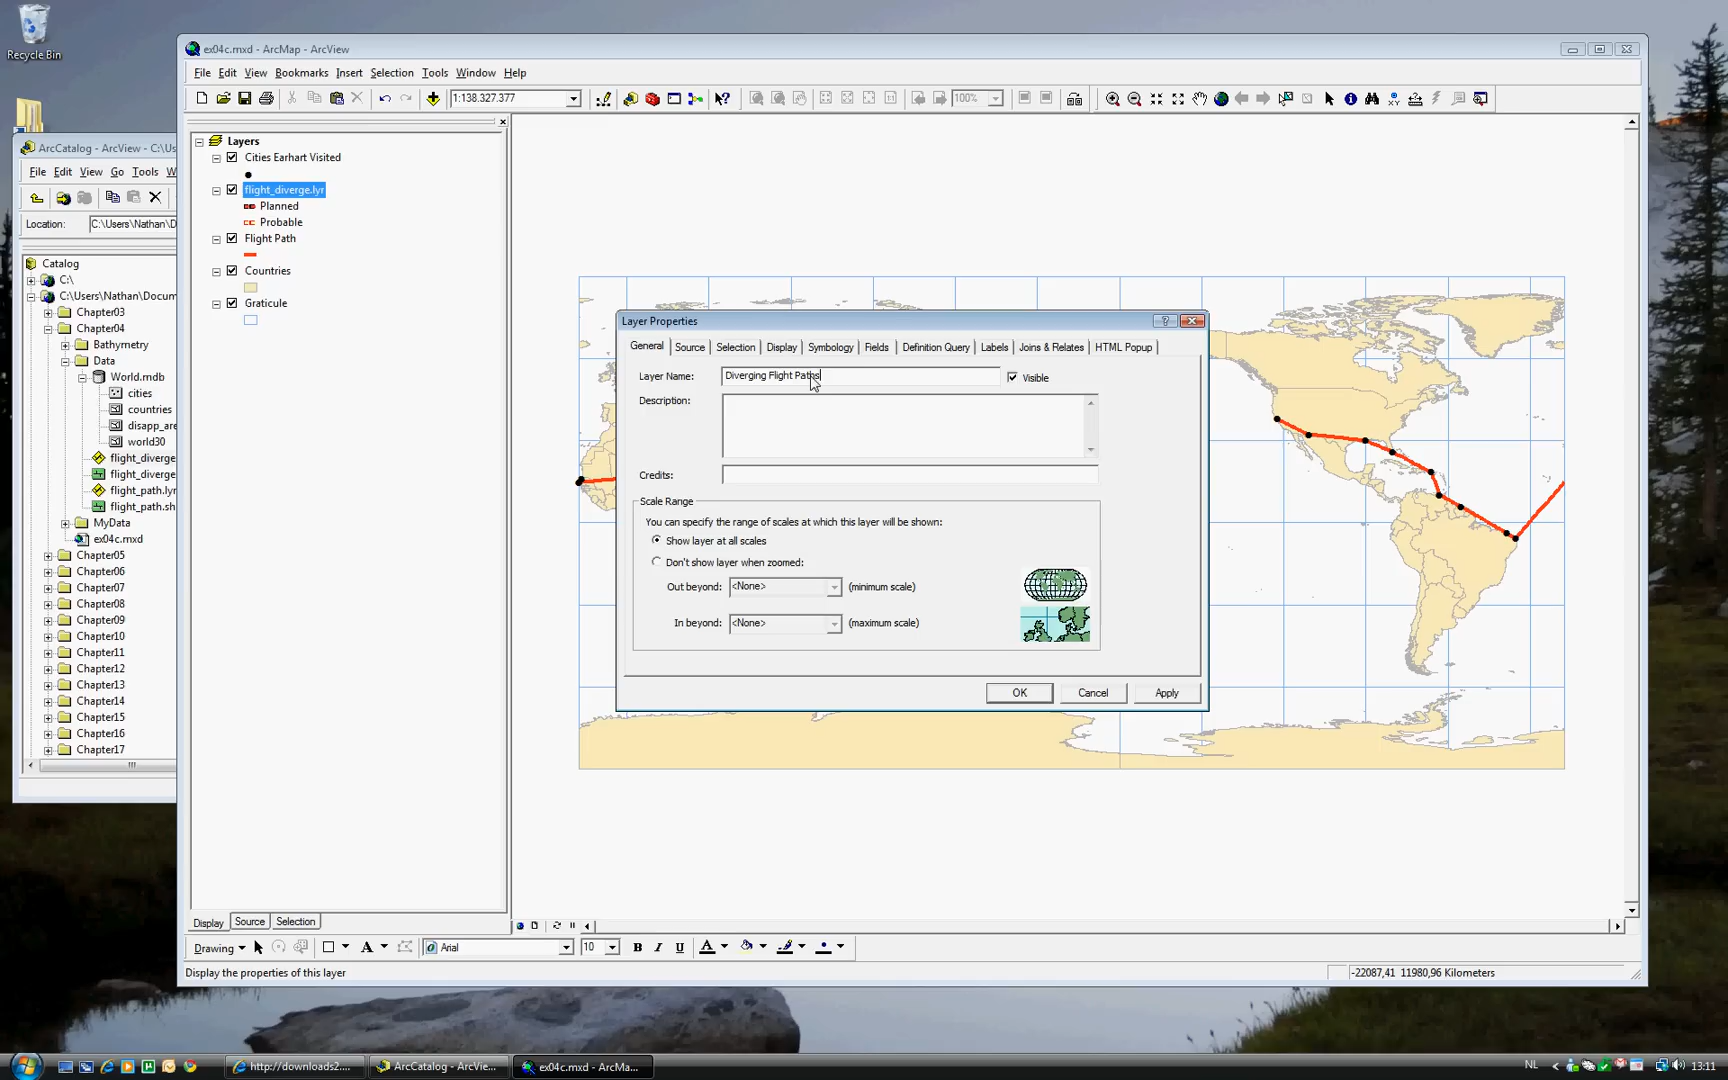 Recycle Bin
ex04c.mxd - ArcMap - ArcView
File Edit View Bookmarks Insert Selection Tools Window Help
1:138.327.377
100%
Layers
Cities Earhart Visited
flight_diverge.lyr
Planned
Probable
Flight Path
Countries
Graticule
ArcCatalog - ArcView - C:\Us
File Edit View Go Tools W
Location: C:\Users\Nathan\D
Catalog
C:\
C:\Users\Nathan\Docum
Chapter03
Chapter04
Bathymetry
Data
World.mdb
cities
countries
disapp_are
world30
flight_diverge
flight_diverge
flight_path.lyr
flight_path.sh
MyData
ex04c.mxd
Chapter05
Chapter06
Chapter07
Chapter08
Chapter09
Chapter10
Chapter11
Chapter12
Chapter13
Chapter14
Chapter15
Chapter16
Chapter17
Layer Properties
General Source Selection Display Symbology Fields Definition Query Labels Joins & Relates HTML Popup
Layer Name: Diverging Flight Paths Visible
Description:
Credits:
Scale Range
You can specify the range of scales at which this layer will be shown:
Show layer at all scales
Don't show layer when zoomed:
Out beyond: <None> (minimum scale)
In beyond: <None> (maximum scale)
OK Cancel Apply
Display Source Selection
Drawing A Arial 10 B I U A
Display the properties of this layer
-22087,41 11980,96 Kilometers
http://downloads2.... ArcCatalog - ArcVie... ex04c.mxd - ArcMa...
NL 13:11